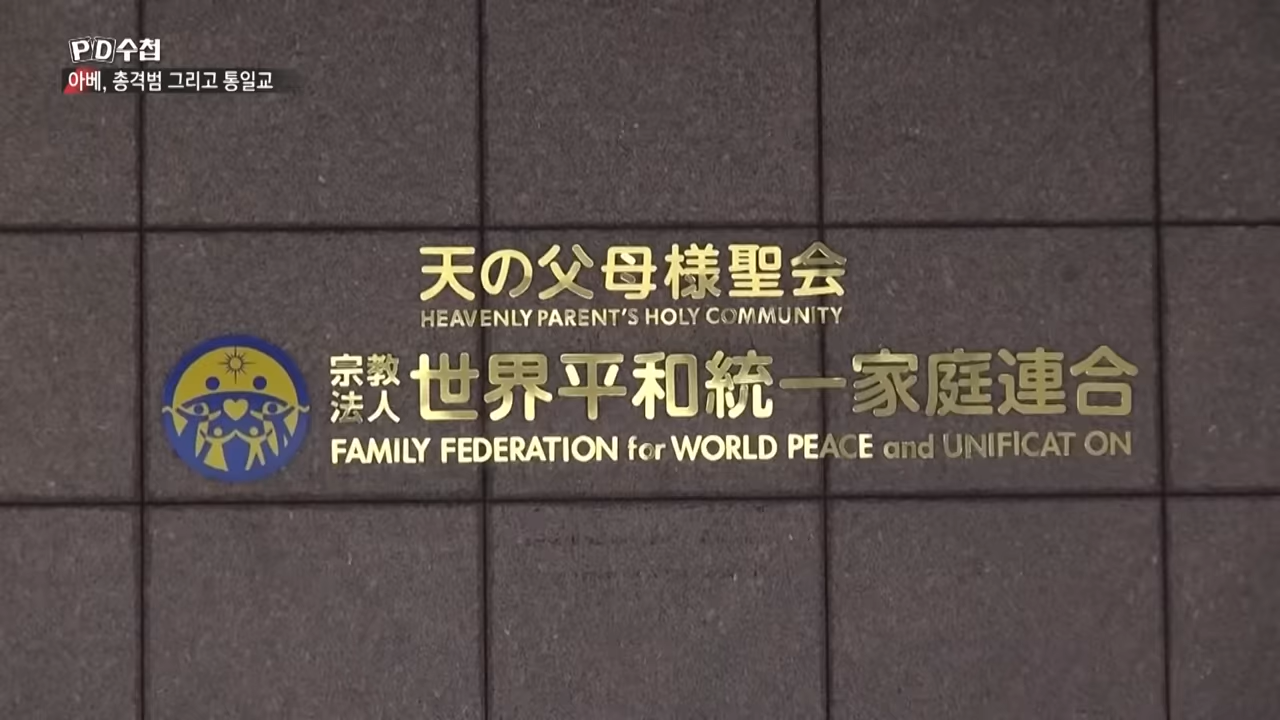 PD수첩
아베, 총격범 그리고 통일교
天の父母様聖会
HEAVENLY PARENT'S HOLY COMMUNITY
宗教法人 世界平和統一家庭連合
FAMILY FEDERATION for WORLD PEACE and UNIFICAT ON